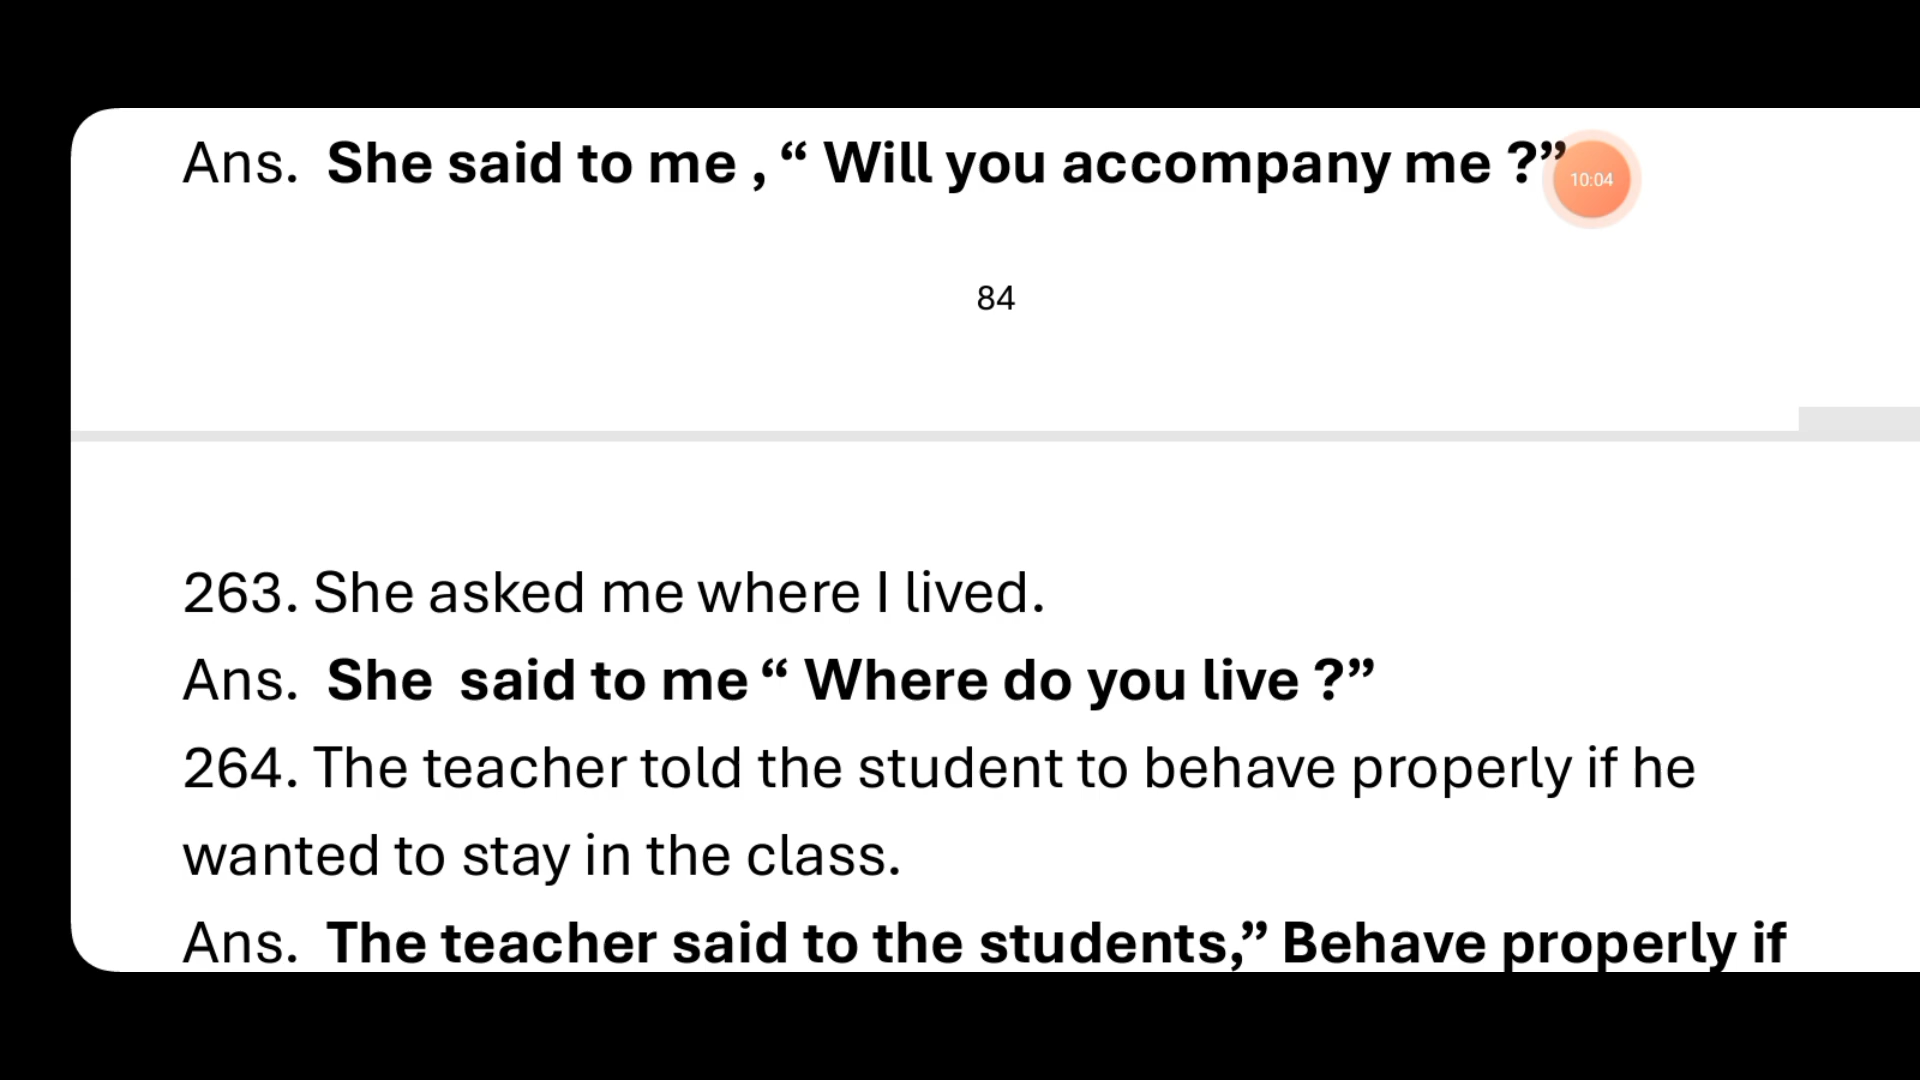 Ans.  She said to me , “ Will you accompany me ?”
10:04
84
263. She asked me where I lived.
Ans.  She  said to me “ Where do you live ?”
264. The teacher told the student to behave properly if he
wanted to stay in the class.
Ans.  The teacher said to the students,” Behave properly if